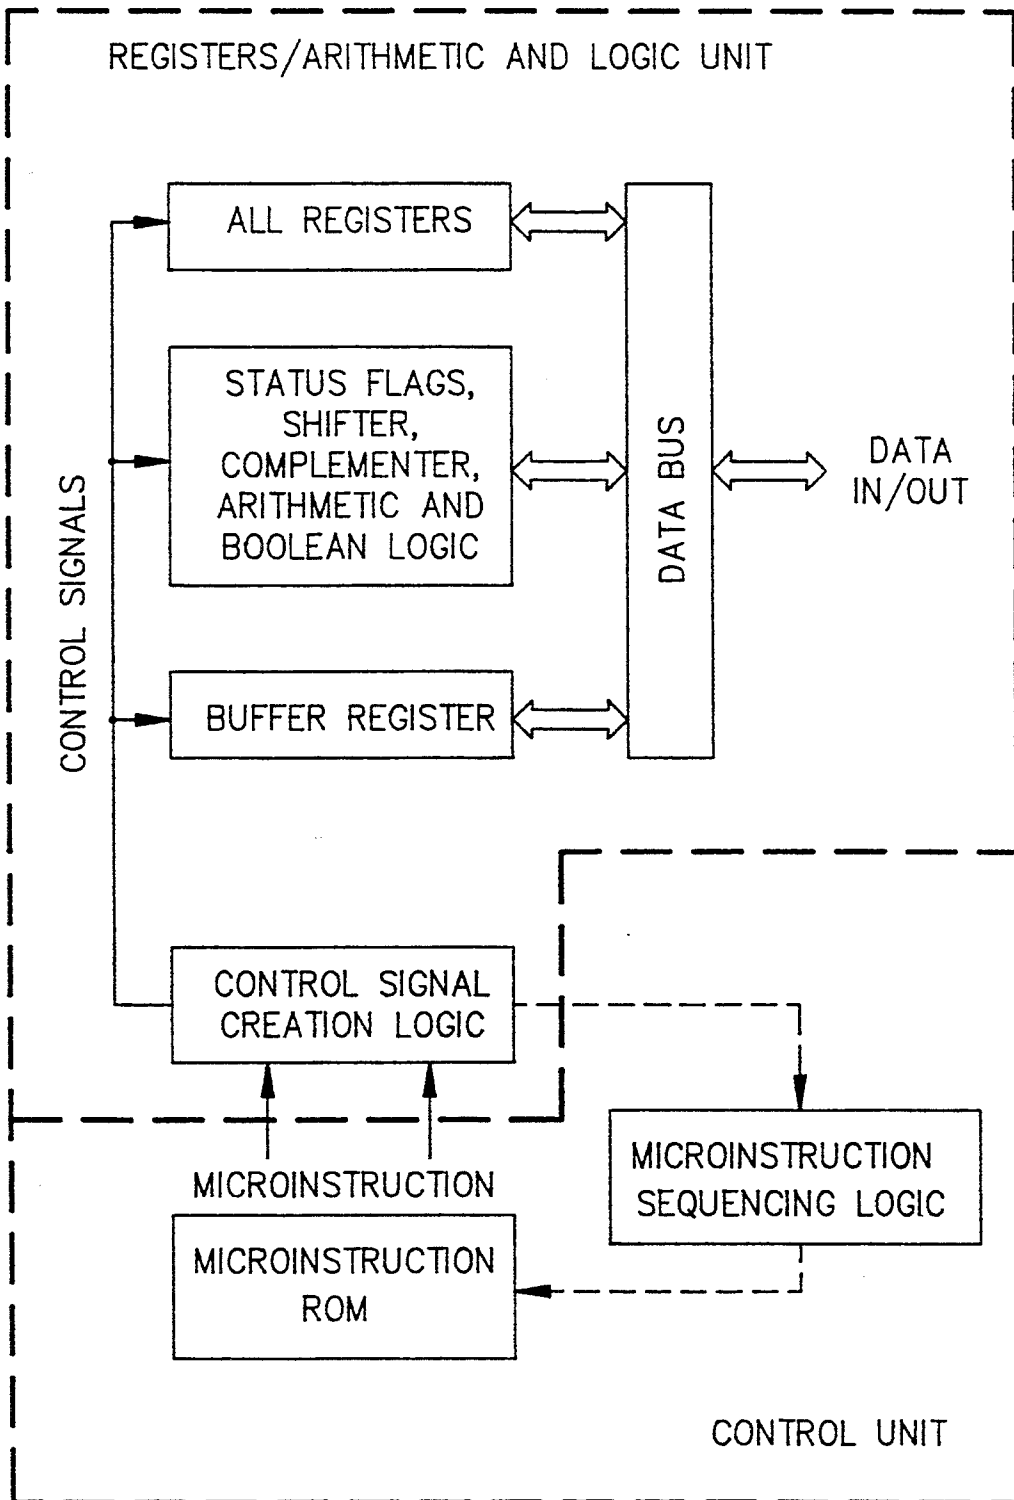 REGISTERS/ARITHMETIC AND LOGIC UNIT
ALL REGISTERS
STATUS FLAGS,
SHIFTER,
COMPLEMENTER,
ARITHMETIC AND
BOOLEAN LOGIC
BUFFER REGISTER
CONTROL SIGNALS
DATA BUS
DATA
IN/OUT
CONTROL SIGNAL
CREATION LOGIC
MICROINSTRUCTION
MICROINSTRUCTION
ROM
MICROINSTRUCTION
SEQUENCING LOGIC
CONTROL UNIT